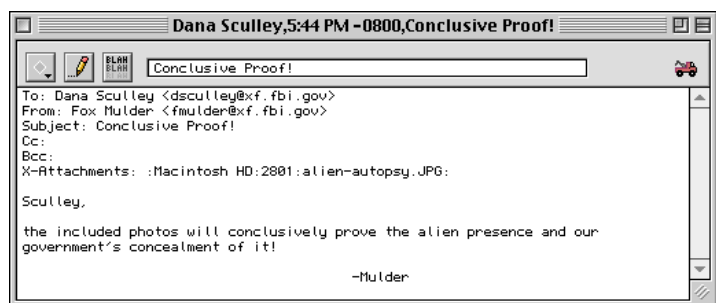 Dana Sculley,5:44 PM -0800,Conclusive Proof!
BLAH
BLAH
BLAH
Conclusive Proof!
To: Dana Sculley <dsculley@xf.fbi.gov>
From: Fox Mulder <fmulder@xf.fbi.gov>
Subject: Conclusive Proof!
Cc:
Bcc:
X-Attachments: :Macintosh HD:2801:alien-autopsy.JPG:
Sculley,
the included photos will conclusively prove the alien presence and our
government's concealment of it!
-Mulder